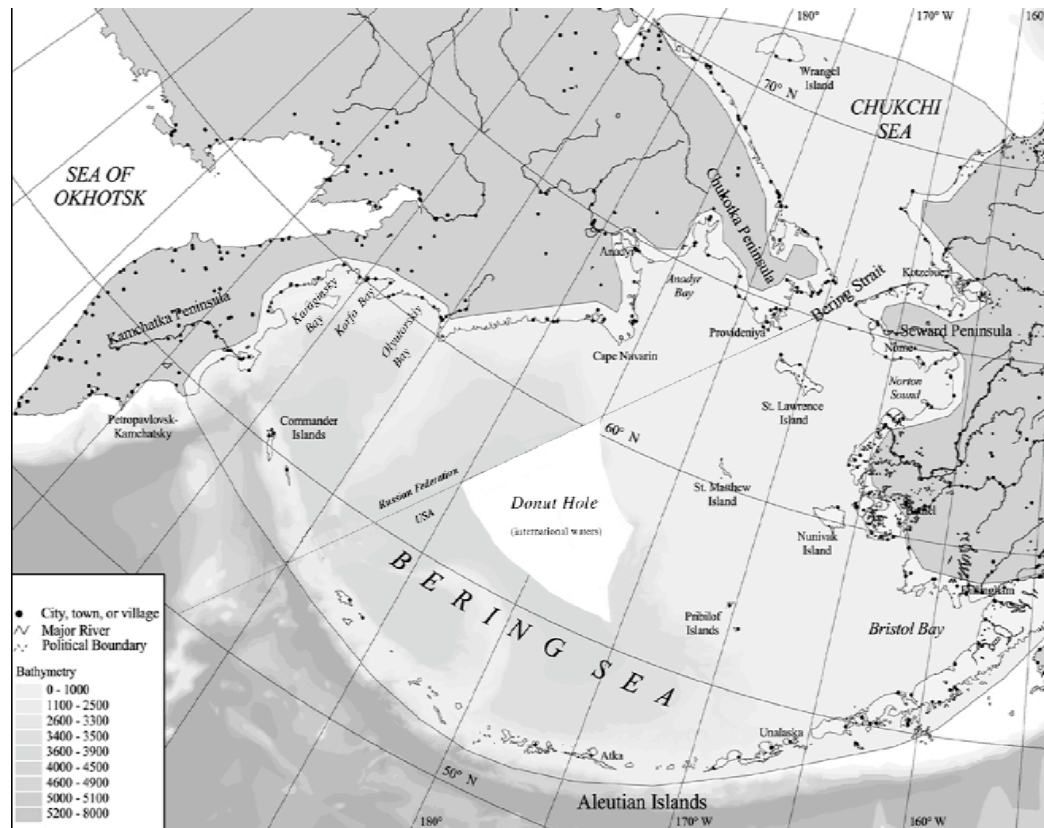 180°
170° W
160°
Wrangel
Island
70° N
CHUKCHI
SEA
SEA OF
OKHOTSK
Chukotka Peninsula
Anadyr
Anadyr
Bay
Kotzebue
Bering Strait
Kamchatka Peninsula
Karaginsky
Bay
Korfa
Bay
Olyutorskiy
Bay
Provideniya
Seward Peninsula
Nome
Cape Navarin
Norton
Sound
St. Lawrence
Island
Petropavlovsk-
Kamchatsky
Commander
Islands
60° N
Russian Federation
USA
Donut Hole
(international waters)
St. Matthew
Island
Bethel
Nunivak
Island
BERING SEA
Dillingham
Pribilof
Islands
Bristol Bay
City, town, or village
Major River
Political Boundary
Bathymetry
0 - 1000
1100 - 2500
2600 - 3300
3400 - 3500
3600 - 3900
4000 - 4500
4600 - 4900
5000 - 5100
5200 - 8000
Unalaska
Atka
50° N
Aleutian Islands
180°
170° W
160° W